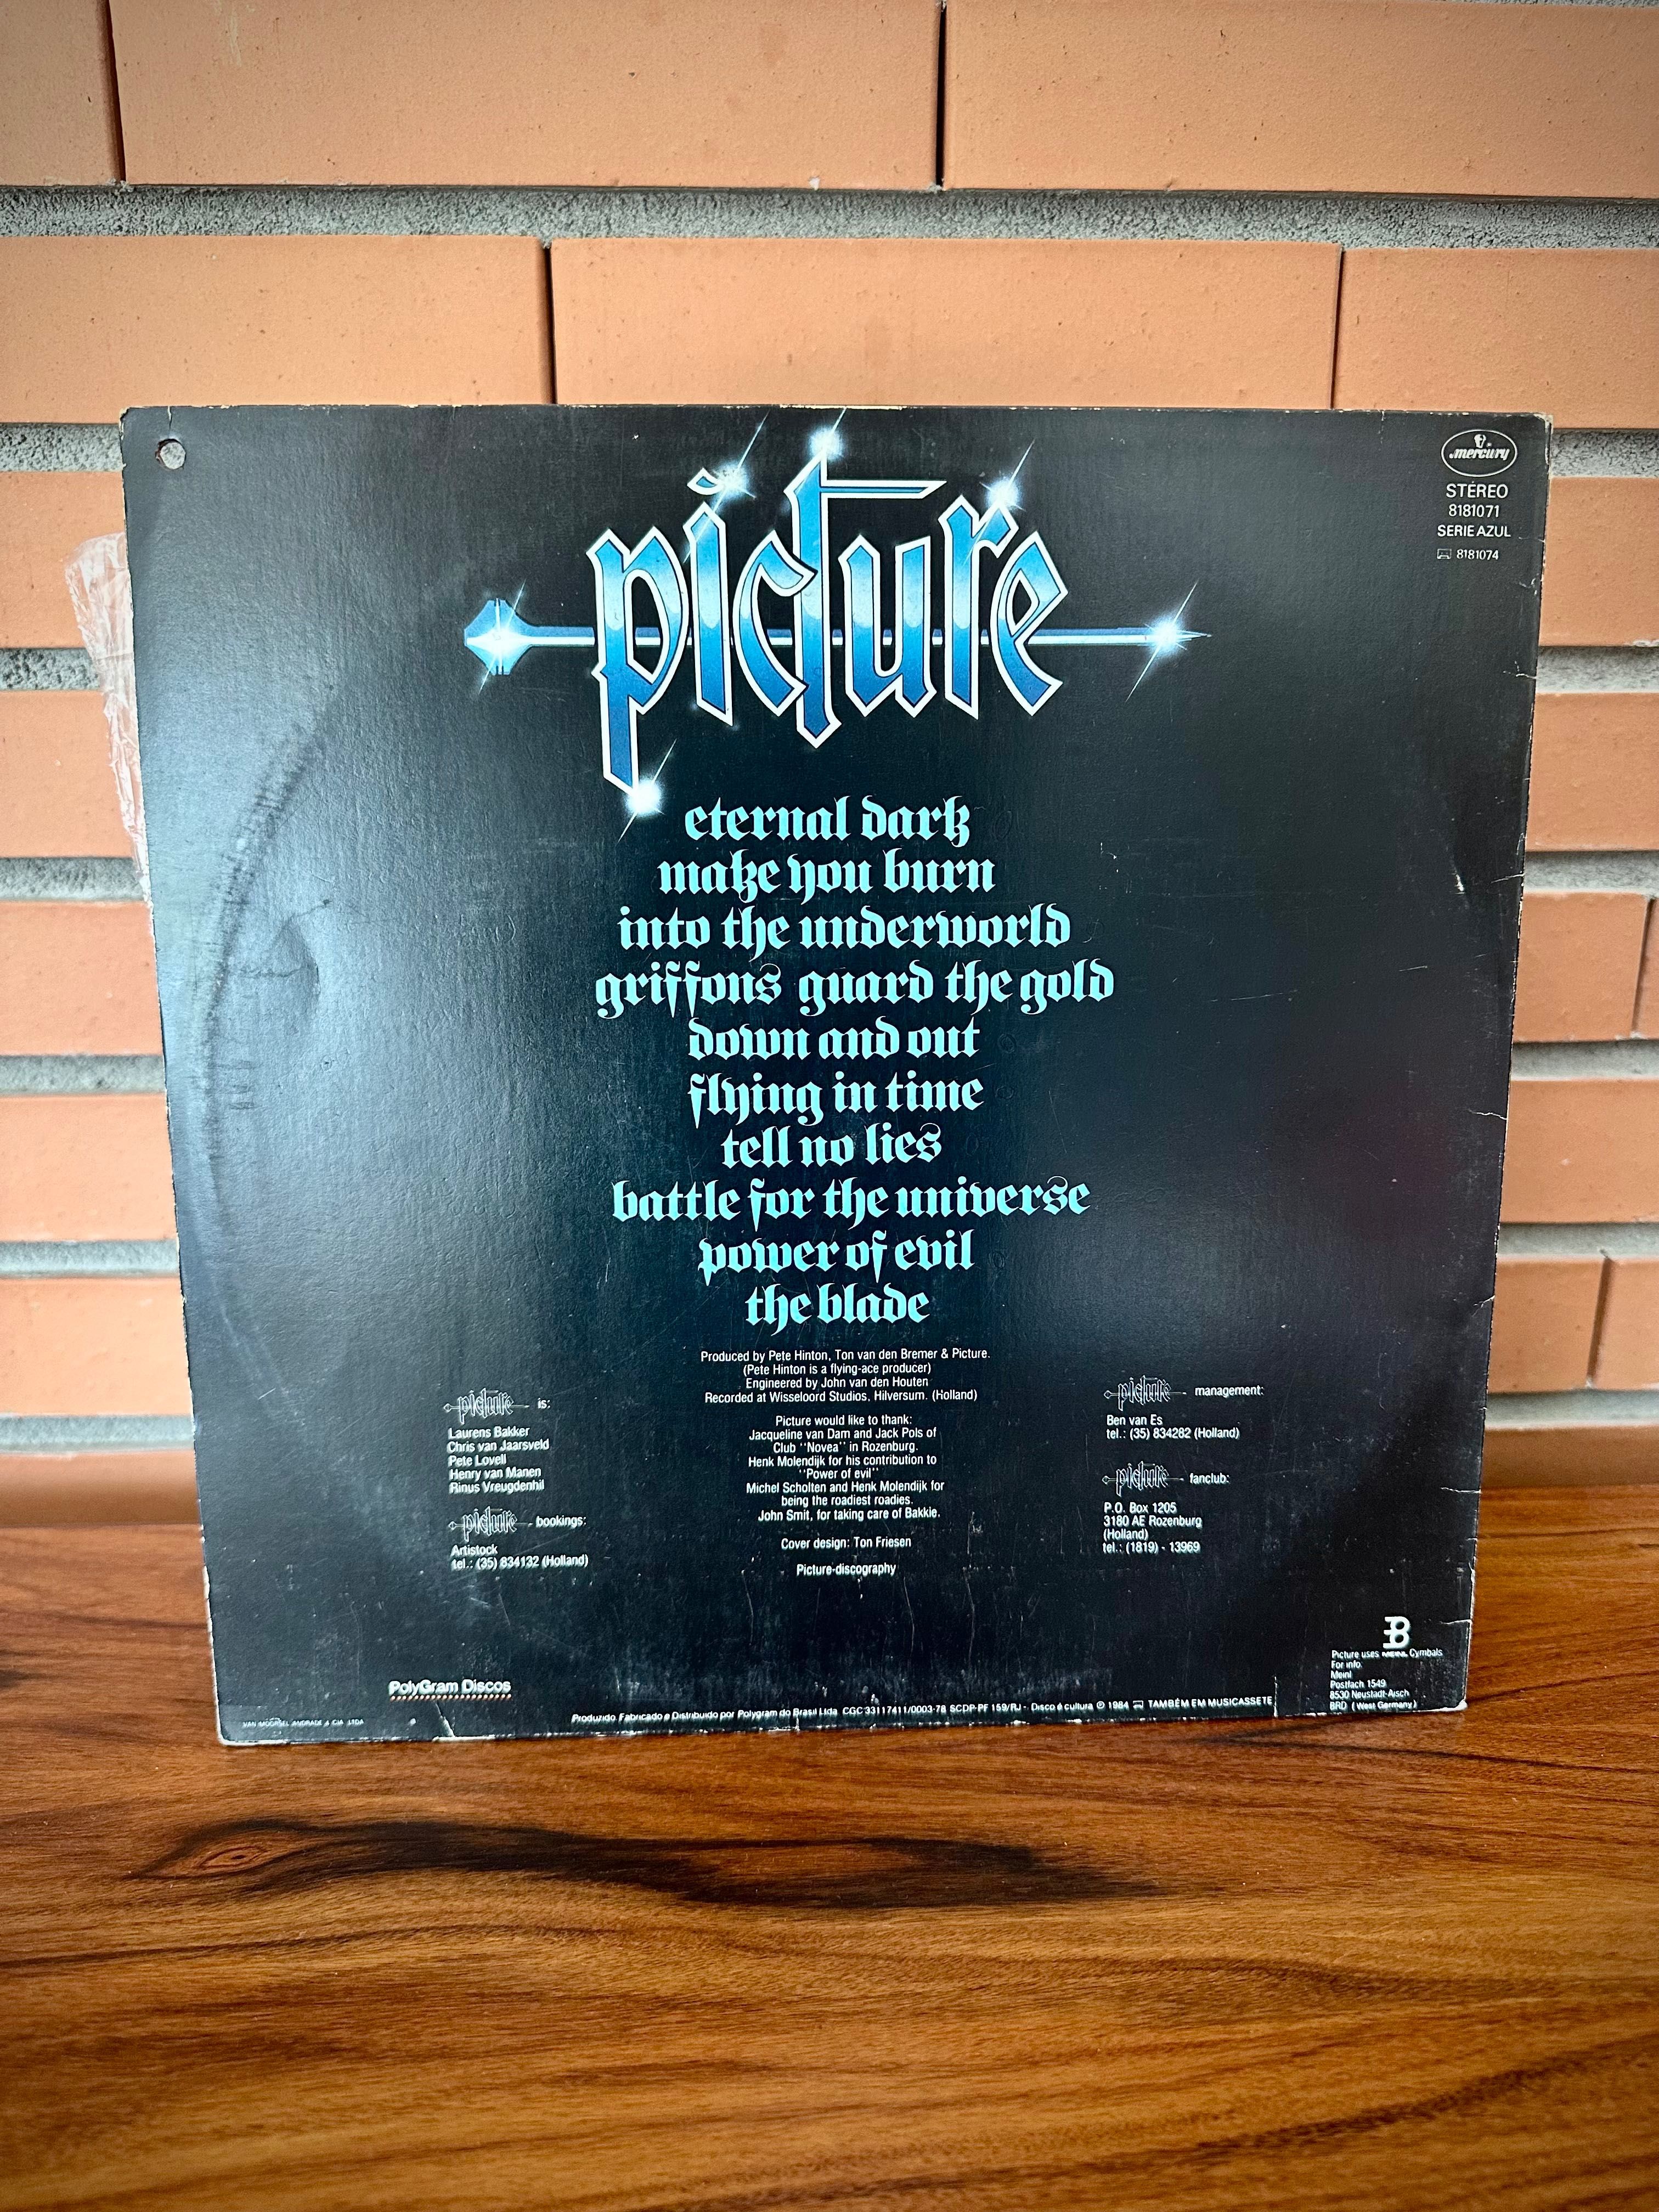 picture
mercury
STÉREO
8181071
SERIE AZUL
8181074
eternal dark
make you burn
into the underworld
griffons guard the gold
down and out
flying in time
tell no lies
battle for the universe
power of evil
the blade
Produced by Pete Hinton, Ton van den Bremer & Picture.
(Pete Hinton is a flying-ace producer)
Engineered by John van den Houten
Recorded at Wisseloord Studios, Hilversum. (Holland)
picture is:
Laurens Bakker
Chris van Jaarsveld
Pete Lovell
Henry van Manen
Rinus Vreugdenhil
picture bookings:
Artistock
tel.: (35) 834132 (Holland)
Picture would like to thank:
Jacqueline van Dam and Jack Pols of
Club "Novea" in Rozenburg.
Henk Molendijk for his contribution to
"Power of evil"
Michel Scholten and Henk Molendijk for
being the roadiest roadies.
John Smit, for taking care of Bakkie.
Cover design: Ton Friesen
Picture-discography
picture management:
Ben van Es
tel.: (35) 834282 (Holland)
picture fanclub:
P.O. Box 1205
3180 AE Rozenburg
(Holland)
tel.: (1819) - 13969
Picture uses MEINL Cymbals
For info:
Meinl
Postfach 1549
8530 Neustadt-Aisch
BRD (West Germany)
PolyGram Discos
VAN MOORSEL, ANDRADE & CIA. LTDA
Produzido, Fabricado e Distribuído por Polygram do Brasil Ltda. CGC 33117411/0003-78 SCDP-PF 159/RJ - Disco é cultura ℗ 1984 TAMBÉM EM MUSICASSETE